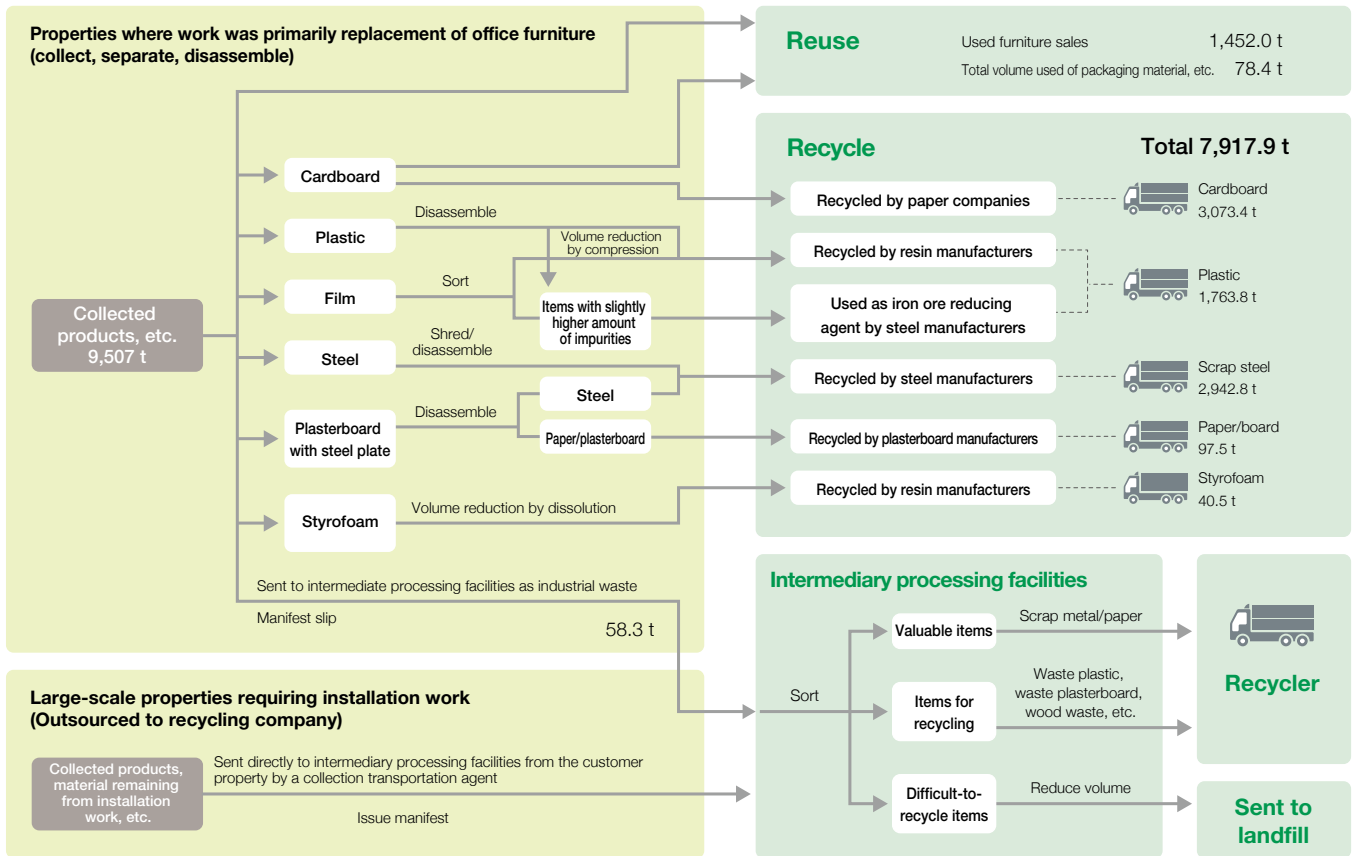 Properties where work was primarily replacement of office furniture
(collect, separate, disassemble)
Collected
products, etc.
9,507 t
Cardboard
Plastic
Disassemble
Volume reduction
by compression
Film
Sort
Items with slightly
higher amount
of impurities
Steel
Shred/
disassemble
Plasterboard
with steel plate
Disassemble
Steel
Paper/plasterboard
Styrofoam
Volume reduction by dissolution
Sent to intermediate processing facilities as industrial waste
Manifest slip
58.3 t
Reuse
Used furniture sales 1,452.0 t
Total volume used of packaging material, etc. 78.4 t
Recycle
Total 7,917.9 t
Recycled by paper companies
Cardboard
3,073.4 t
Recycled by resin manufacturers
Used as iron ore reducing
agent by steel manufacturers
Plastic
1,763.8 t
Recycled by steel manufacturers
Scrap steel
2,942.8 t
Recycled by plasterboard manufacturers
Paper/board
97.5 t
Recycled by resin manufacturers
Styrofoam
40.5 t
Large-scale properties requiring installation work
(Outsourced to recycling company)
Collected products,
material remaining
from installation
work, etc.
Sent directly to intermediary processing facilities from the customer
property by a collection transportation agent
Issue manifest
Intermediary processing facilities
Sort
Valuable items
Scrap metal/paper
Items for
recycling
Waste plastic,
waste plasterboard,
wood waste, etc.
Difficult-to-
recycle items
Reduce volume
Recycler
Sent to
landfill